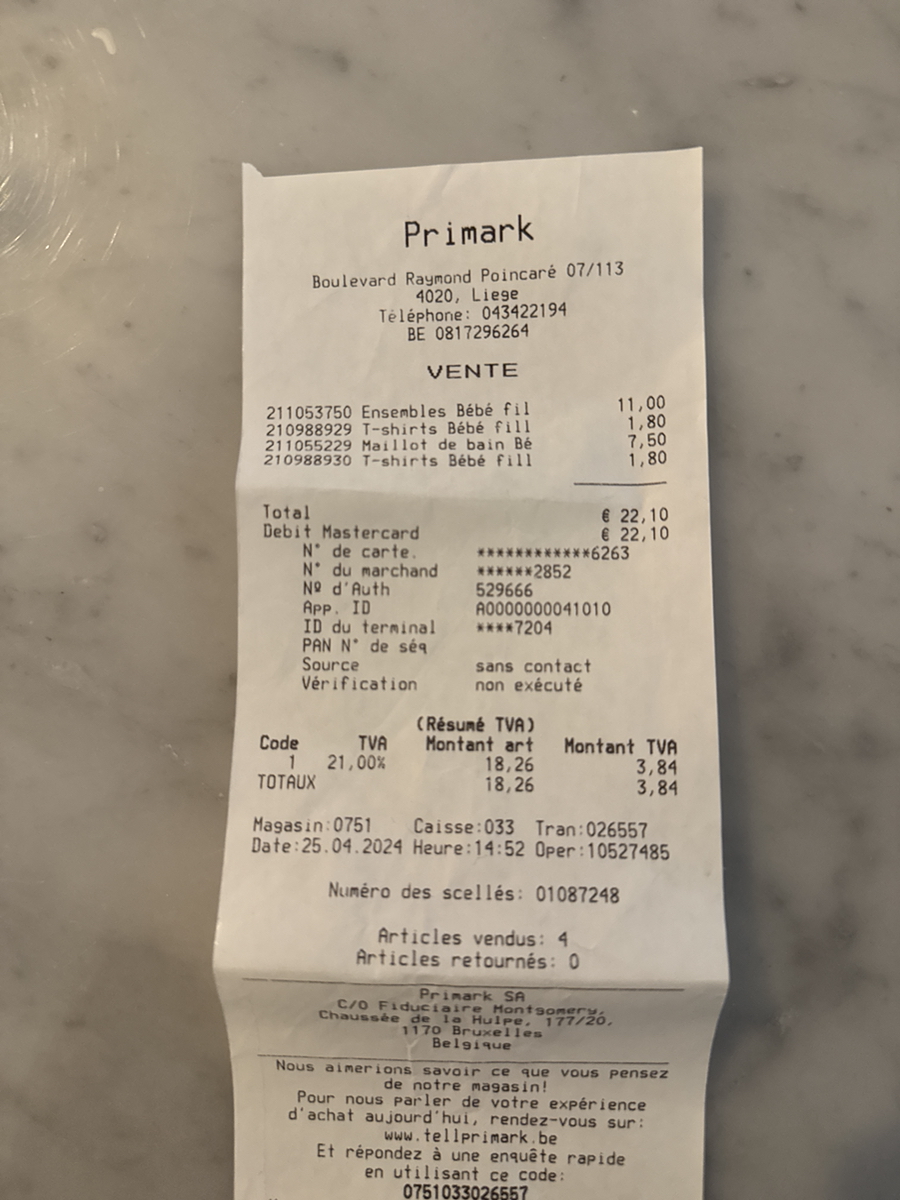 Primark
Boulevard Raymond Poincaré 07/113
4020, Liege
Téléphone: 043422194
BE 0817296264
VENTE
211053750 Ensembles Bébé fil 11,00
210988929 T-shirts Bébé fill 1,80
211055229 Maillot de bain Bé 7,50
210988930 T-shirts Bébé fill 1,80
Total € 22,10
Debit Mastercard € 22,10
N° de carte. ************6263
N° du marchand ******2852
Nº d'Auth 529666
App. ID A0000000041010
ID du terminal ****7204
PAN N° de séq
Source sans contact
Vérification non exécuté
(Résumé TVA)
Code TVA Montant art Montant TVA
1 21,00% 18,26 3,84
TOTAUX 18,26 3,84
Magasin:0751 Caisse:033 Tran:026557
Date:25.04.2024 Heure:14:52 Oper:10527485
Numéro des scellés: 01087248
Articles vendus: 4
Articles retournés: 0
Primark SA
C/O Fiduciaire Montgomery,
Chaussée de la Hulpe, 177/20,
1170 Bruxelles
Belgique
Nous aimerions savoir ce que vous pensez
de notre magasin!
Pour nous parler de votre expérience
d'achat aujourd'hui, rendez-vous sur:
www.tellprimark.be
Et répondez à une enquête rapide
en utilisant ce code:
0751033026557